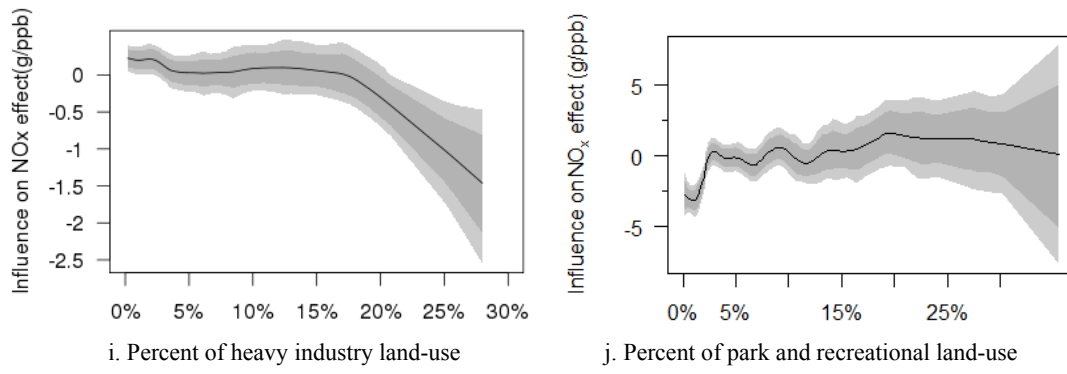 Influence on NOx effect(g/ppb)
0
-0.5
-1
-1.5
-2
-2.5
0% 5% 10% 15% 20% 25% 30%
i. Percent of heavy industry land-use
Influence on NOx effect (g/ppb)
5
0
-5
0% 5% 15% 25%
j. Percent of park and recreational land-use